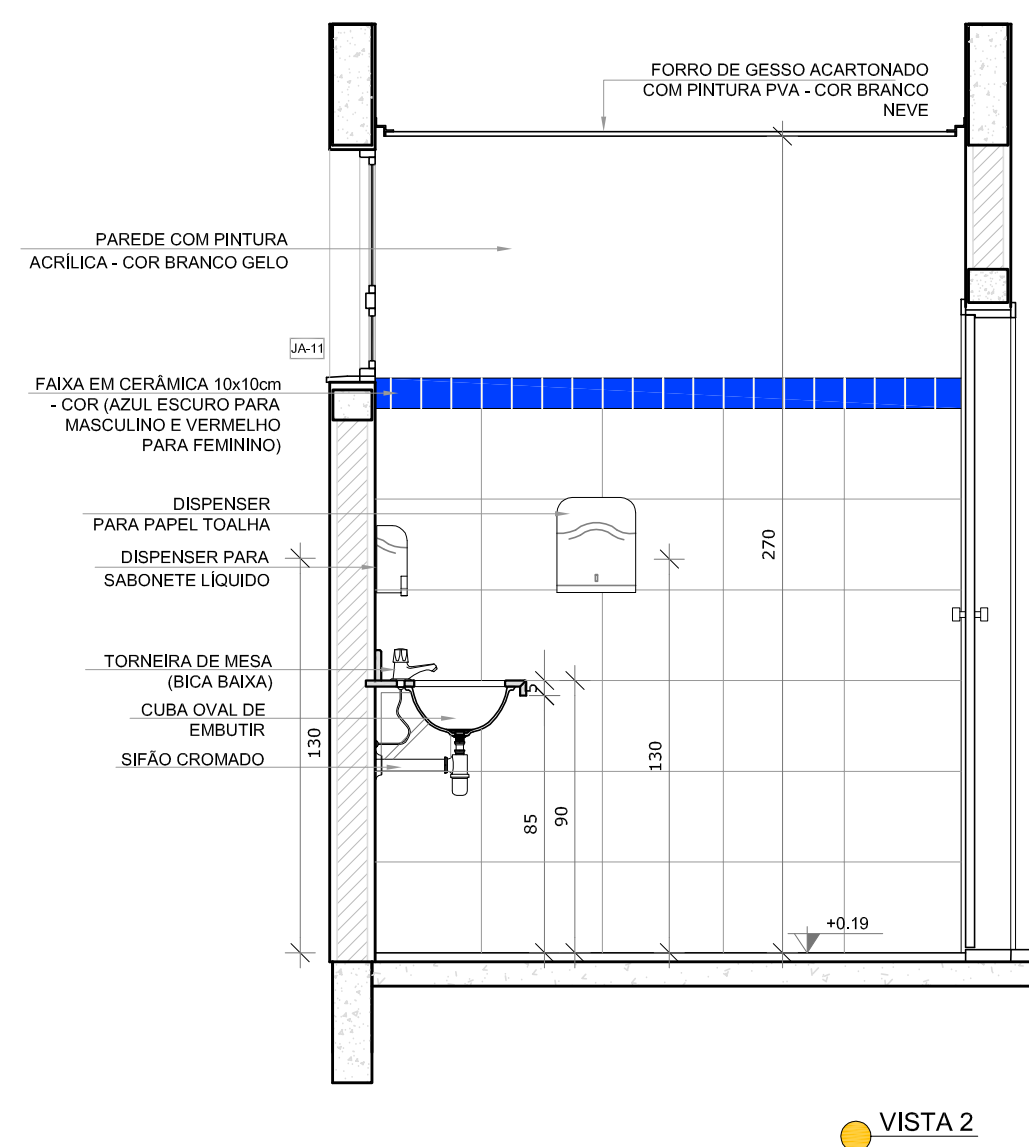 FORRO DE GESSO ACARTONADO
COM PINTURA PVA - COR BRANCO
NEVE
PAREDE COM PINTURA
ACRÍLICA - COR BRANCO GELO
JA-11
FAIXA EM CERÂMICA 10x10cm
- COR (AZUL ESCURO PARA
MASCULINO E VERMELHO
PARA FEMININO)
DISPENSER
PARA PAPEL TOALHA
DISPENSER PARA
SABONETE LÍQUIDO
270
TORNEIRA DE MESA
(BICA BAIXA)
5
CUBA OVAL DE
EMBUTIR
SIFÃO CROMADO
130
130
85
90
+0.19
VISTA 2